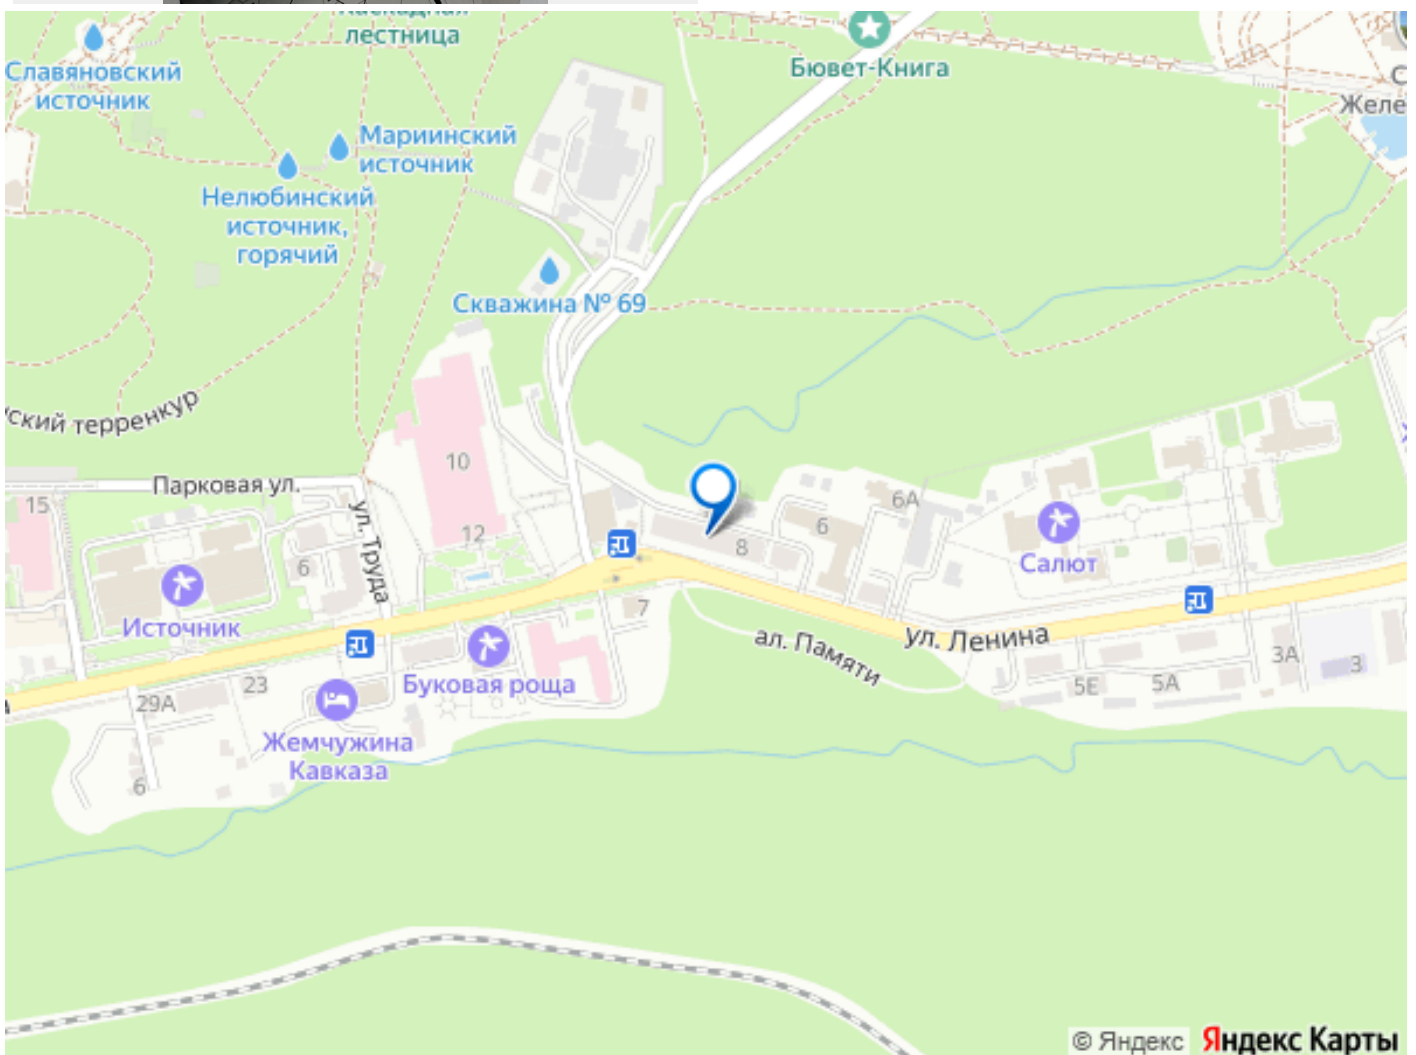 Каскадная
лестница
Славяновский
источник
Бювет-Книга
Желе
Мариинский
источник
Нелюбинский
источник,
горячий
Скважина № 69
ский терренкур
Парковая ул.
15
10
12
ул. Труда
6
Источник
8
6
6А
Салют
7
ал. Памяти
ул. Ленина
Буковая роща
23
29А
Жемчужина
Кавказа
6
5Е
5А
3А
3
© Яндекс Яндекс Карты